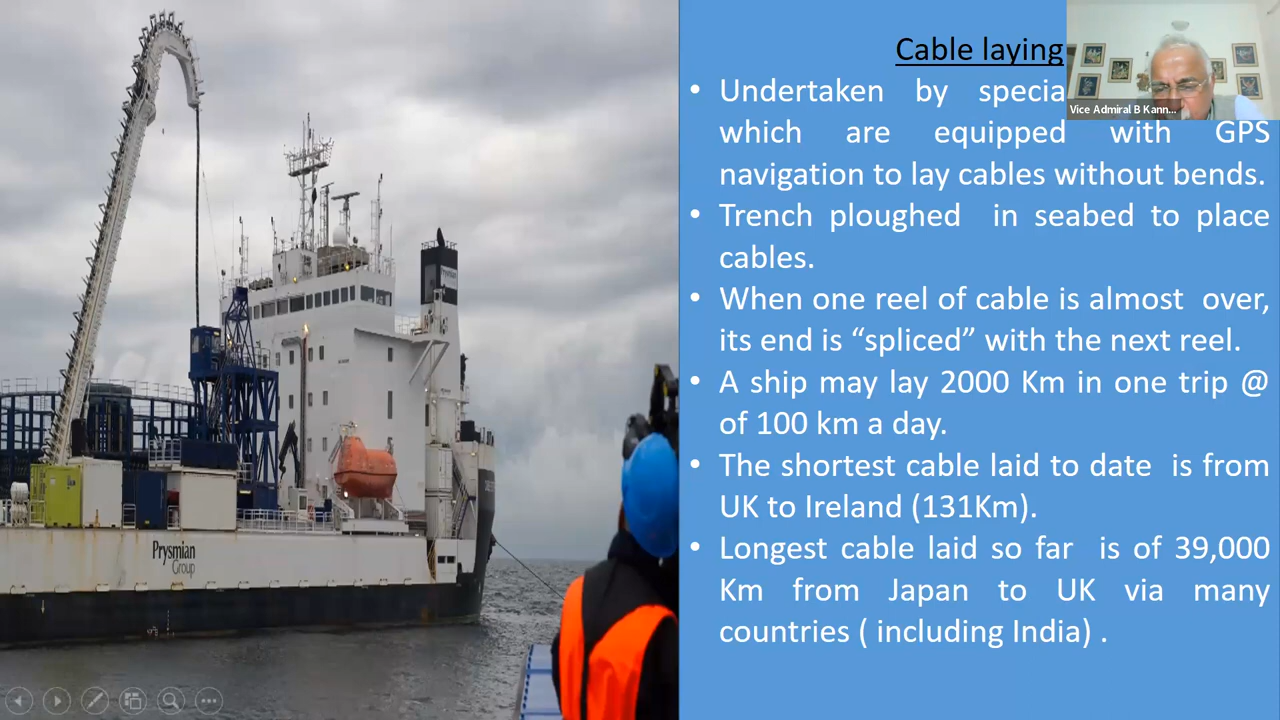 Cable laying
Vice Admiral B Kann...
• Undertaken by
which are equipped with GPS
navigation to lay cables without bends.
• Trench ploughed in seabed to place
cables.
• When one reel of cable is almost over,
its end is “spliced” with the next reel.
• A ship may lay 2000 Km in one trip @
of 100 km a day.
• The shortest cable laid to date is from
UK to Ireland (131Km).
• Longest cable laid so far is of 39,000
Km from Japan to UK via many
countries ( including India) .
Prysmian
Prysmian
Group